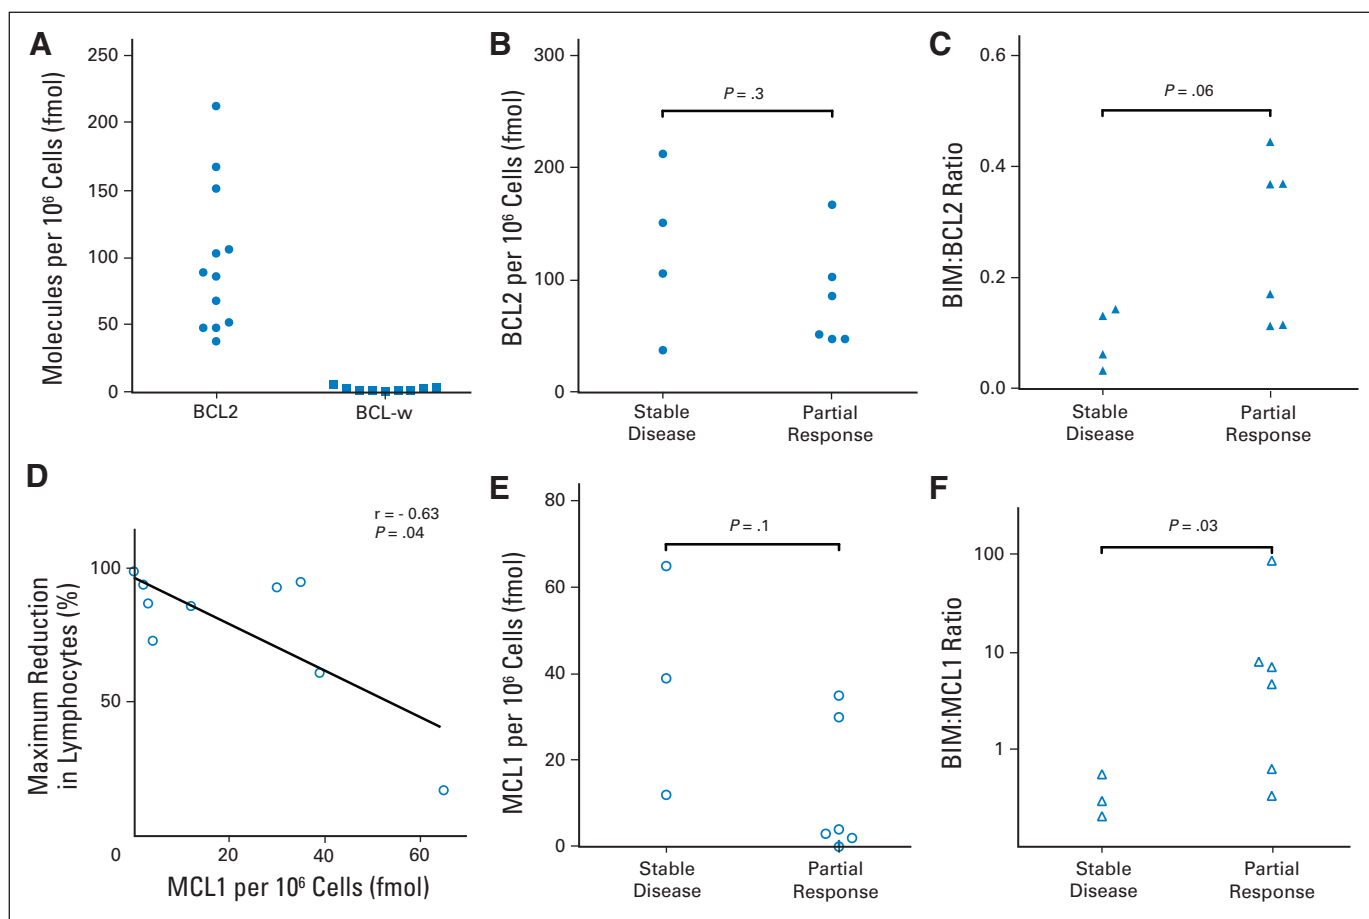 A
Molecules per 10⁶ Cells (fmol)
250
200
150
100
50
0
BCL2
BCL-w
B
BCL2 per 10⁶ Cells (fmol)
300
200
100
0
P = .3
Stable
Disease
Partial
Response
C
BIM:BCL2 Ratio
0.6
0.4
0.2
0.0
P = .06
Stable
Disease
Partial
Response
D
Maximum Reduction
in Lymphocytes (%)
100
50
r = - 0.63
P = .04
0
20
40
60
MCL1 per 10⁶ Cells (fmol)
E
MCL1 per 10⁶ Cells (fmol)
80
60
40
20
0
P = .1
Stable
Disease
Partial
Response
F
BIM:MCL1 Ratio
100
10
1
P = .03
Stable
Disease
Partial
Response